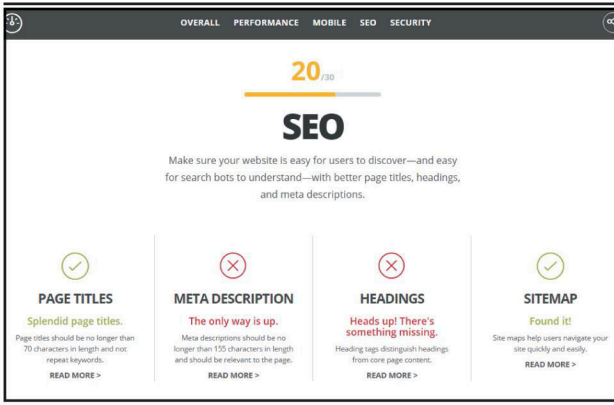 OVERALL PERFORMANCE MOBILE SEO SECURITY
20/30
SEO
Make sure your website is easy for users to discover—and easy
for search bots to understand—with better page titles, headings,
and meta descriptions.
PAGE TITLES
Splendid page titles.
Page titles should be no longer than
70 characters in length and not
repeat keywords.
READ MORE >
META DESCRIPTION
The only way is up.
Meta descriptions should be no
longer than 155 characters in length
and should be relevant to the page.
READ MORE >
HEADINGS
Heads up! There's
something missing.
Heading tags distinguish headings
from core page content.
READ MORE >
SITEMAP
Found it!
Site maps help users navigate your
site quickly and easily.
READ MORE >